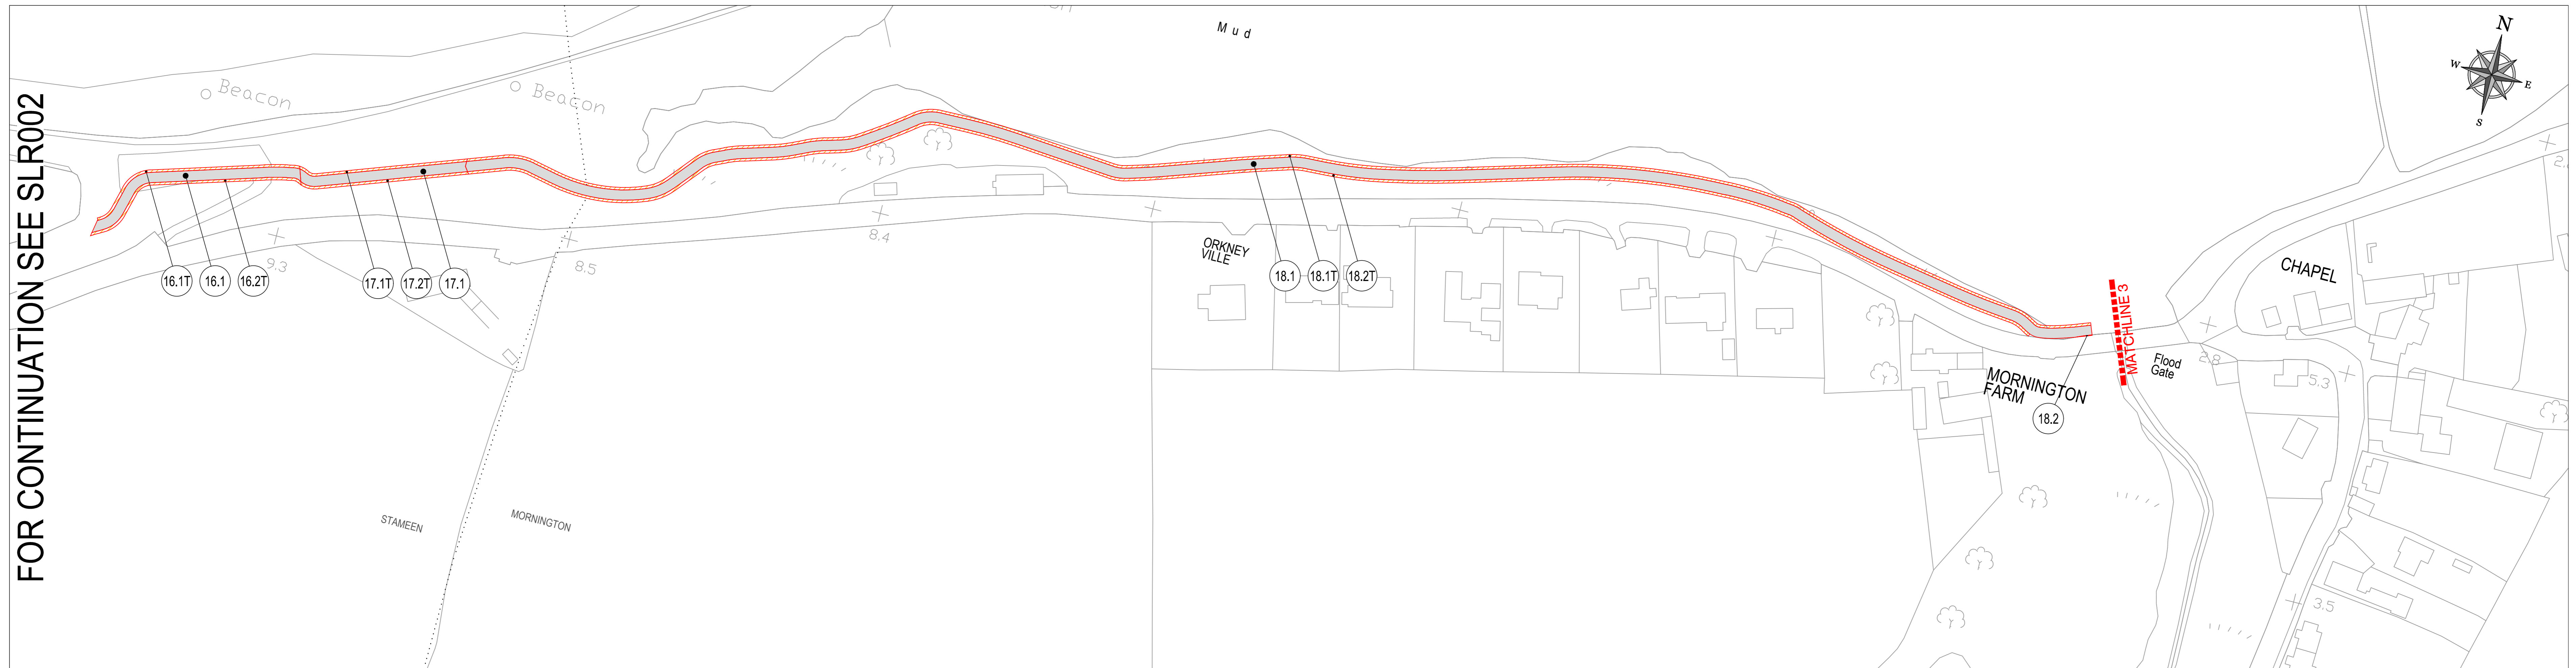 Mud
N
W
E
S
Beacon
Beacon
FOR CONTINUATION SEE SLR002
8.4
9.3
8.5
ORKNEY
VILLE
16.1T
16.1
16.2T
17.1T
17.2T
17.1
18.1
18.1T
18.2T
CHAPEL
MATCHLINE 3
Flood
Gate
2.8
5.3
MORNINGTON
FARM
18.2
STAMEEN
MORNINGTON
3.5